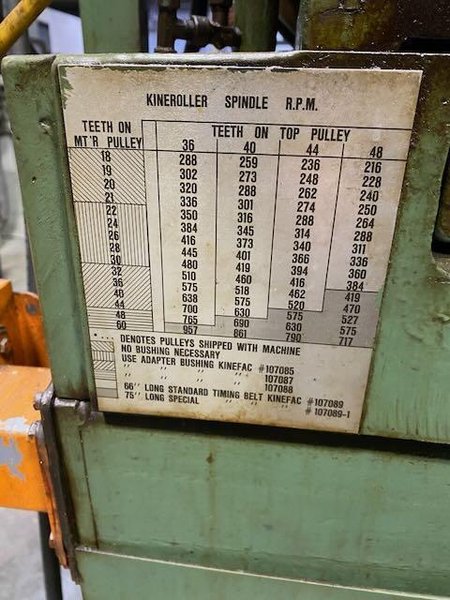 KINEROLLER SPINDLE R.P.M.
TEETH ON MT'R PULLEY TEETH ON TOP PULLEY
36 40 44 48
18 288 259 236 216
19 302 273 248 228
20 320 288 262 240
21 336 301 274 250
22 350 316 288 264
24 384 345 314 288
26 416 373 340 311
28 445 401 366 336
30 480 419 394 360
32 510 460 416 384
36 575 518 462 419
40 638 575 520 470
44 700 630 575 527
48 765 690 630 575
60 957 861 790 717
DENOTES PULLEYS SHIPPED WITH MACHINE
NO BUSHING NECESSARY
USE ADAPTER BUSHING KINEFAC #107085
" " " #107087
" " " #107088
66" LONG STANDARD TIMING BELT KINEFAC #107089
75" LONG SPECIAL " " " #107089-1